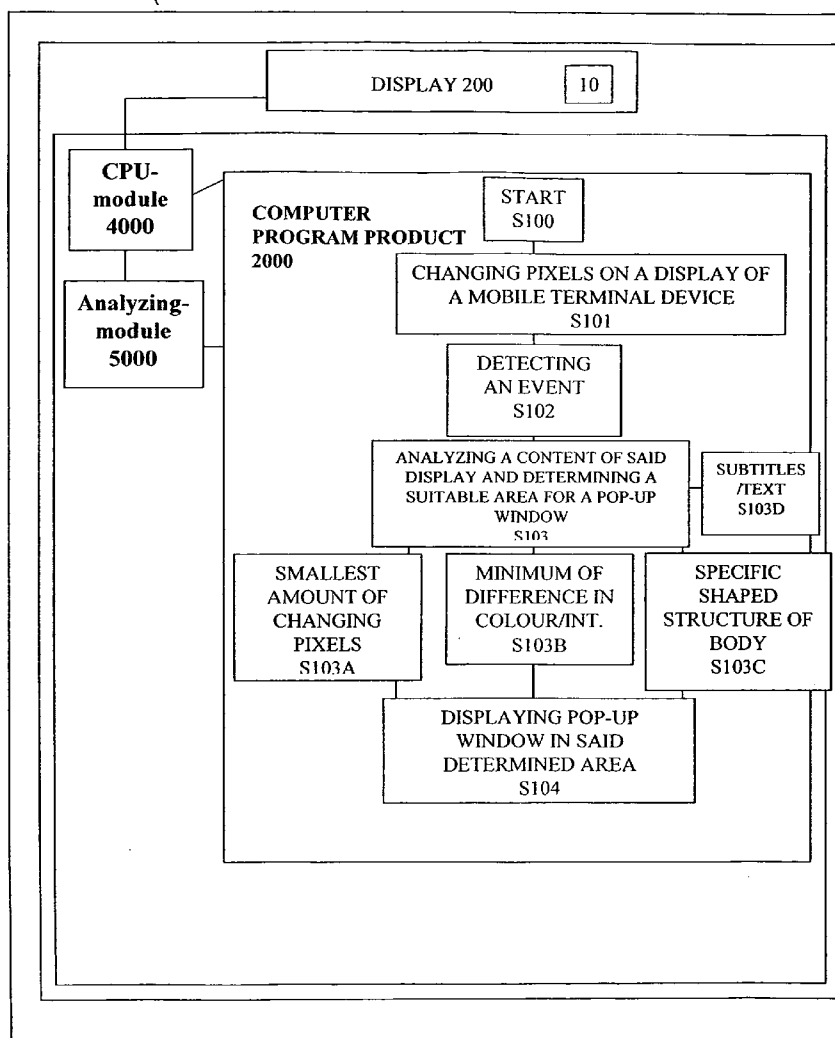 DISPLAY 200
10
CPU-
module
4000
Analyzing-
module
5000
COMPUTER
PROGRAM PRODUCT
2000
START
S100
CHANGING PIXELS ON A DISPLAY OF
A MOBILE TERMINAL DEVICE
S101
DETECTING
AN EVENT
S102
ANALYZING A CONTENT OF SAID
DISPLAY AND DETERMINING A
SUITABLE AREA FOR A POP-UP
WINDOW
S103
SUBTITLES
/TEXT
S103D
SMALLEST
AMOUNT OF
CHANGING
PIXELS
S103A
MINIMUM OF
DIFFERENCE IN
COLOUR/INT.
S103B
SPECIFIC
SHAPED
STRUCTURE OF
BODY
S103C
DISPLAYING POP-UP
WINDOW IN SAID
DETERMINED AREA
S104